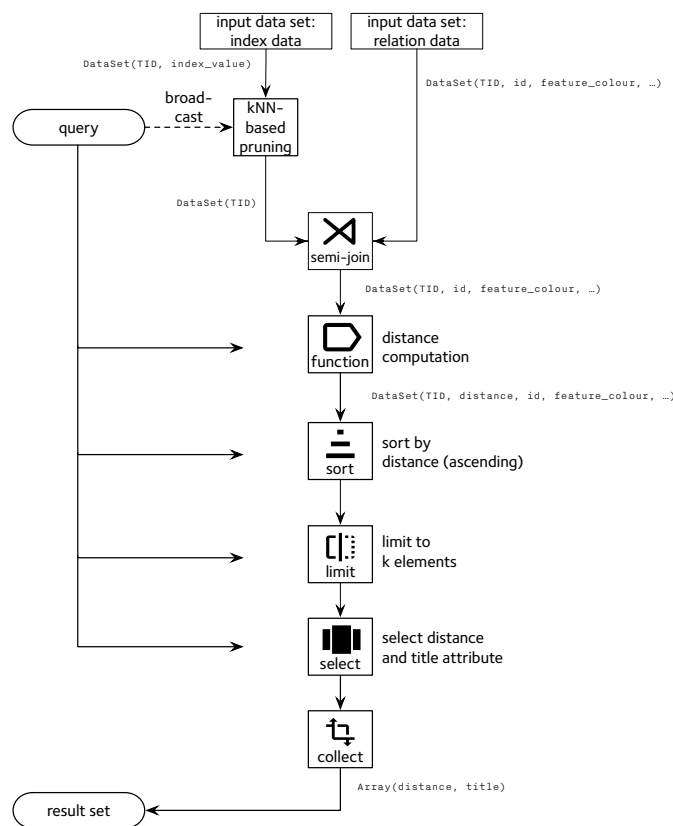 input data set:
index data
input data set:
relation data
DataSet(TID, index_value)
DataSet(TID, id, feature_colour, …)
broad-
cast
query
kNN-
based
pruning
DataSet(TID)
semi-join
DataSet(TID, id, feature_colour, …)
function
distance
computation
DataSet(TID, distance, id, feature_colour, …)
sort
sort by
distance (ascending)
limit
limit to
k elements
select
select distance
and title attribute
collect
Array(distance, title)
result set